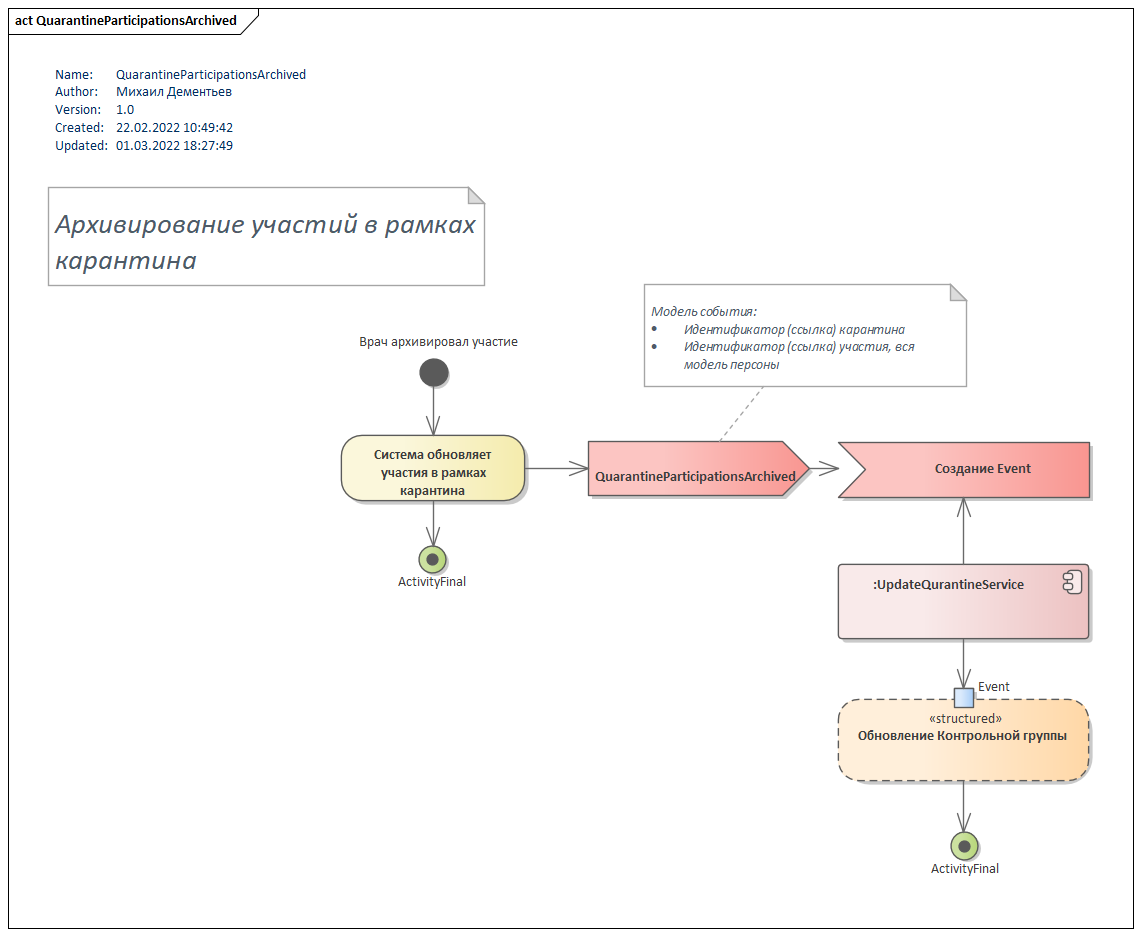 act QuarantineParticipationsArchived
Name: QuarantineParticipationsArchived
Author: Михаил Дементьев
Version: 1.0
Created: 22.02.2022 10:49:42
Updated: 01.03.2022 18:27:49
Архивирование участий в рамках
карантина
Модель события:
• Идентификатор (ссылка) карантина
• Идентификатор (ссылка) участия, вся
модель персоны
Врач архивировал участие
Система обновляет
участия в рамках
карантина
QuarantineParticipationsArchived
Создание Event
ActivityFinal
:UpdateQurantineService
Event
«structured»
Обновление Контрольной группы
ActivityFinal